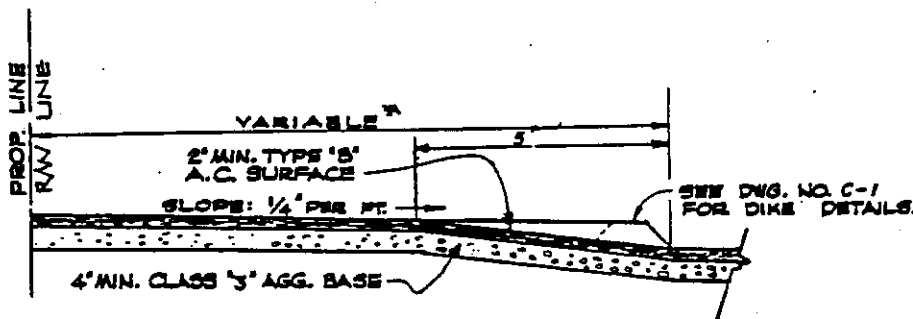 PROP. LINE
R/W LINE
VARIABLE
5
2" MIN. TYPE "B"
A.C. SURFACE
SLOPE: 1/4" PER FT.
SEE DWG. NO. C-1
FOR DIKE DETAILS.
4" MIN. CLASS "3" AGG. BASE